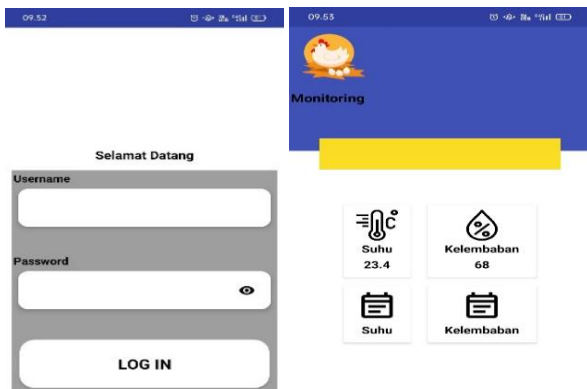 09.52
Selamat Datang
Username
Password
LOG IN
09.53
Monitoring
°C
%
Suhu
23.4
Kelembaban
68
Suhu
Kelembaban